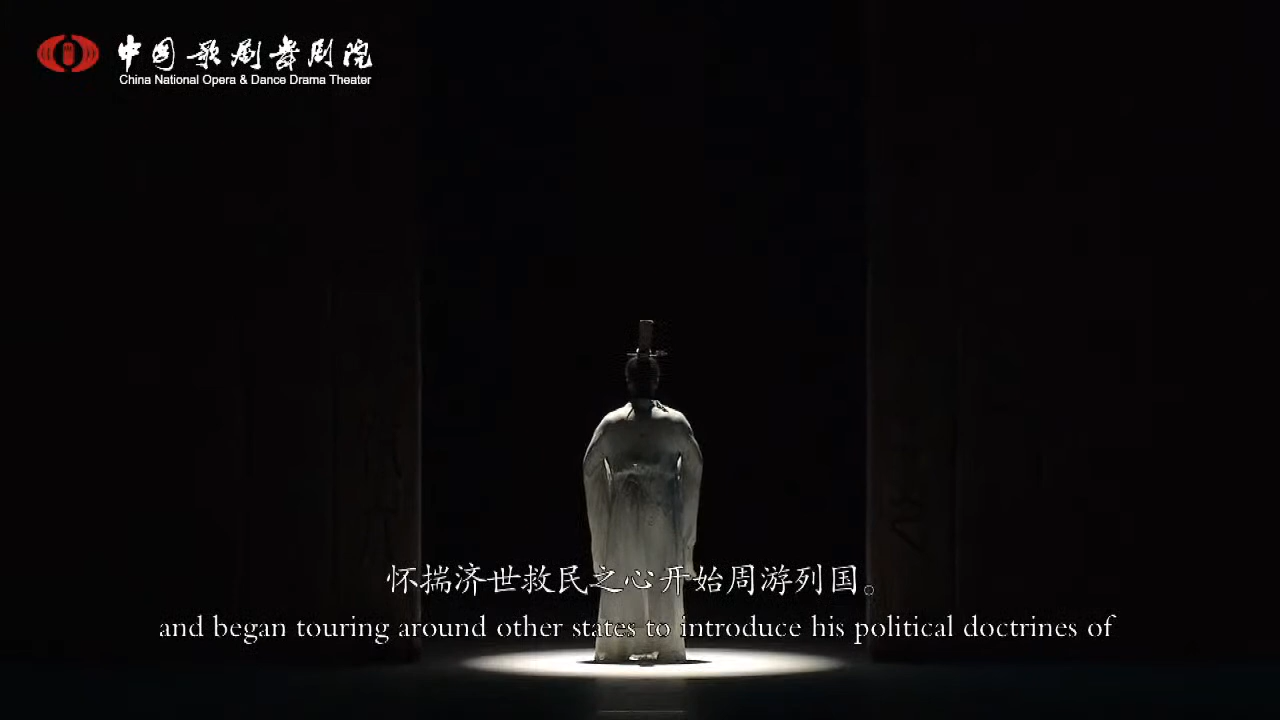 中国歌剧舞剧院
China National Opera & Dance Drama Theater
怀揣济世救民之心开始周游列国。
and began touring around other states to introduce his political doctrines of